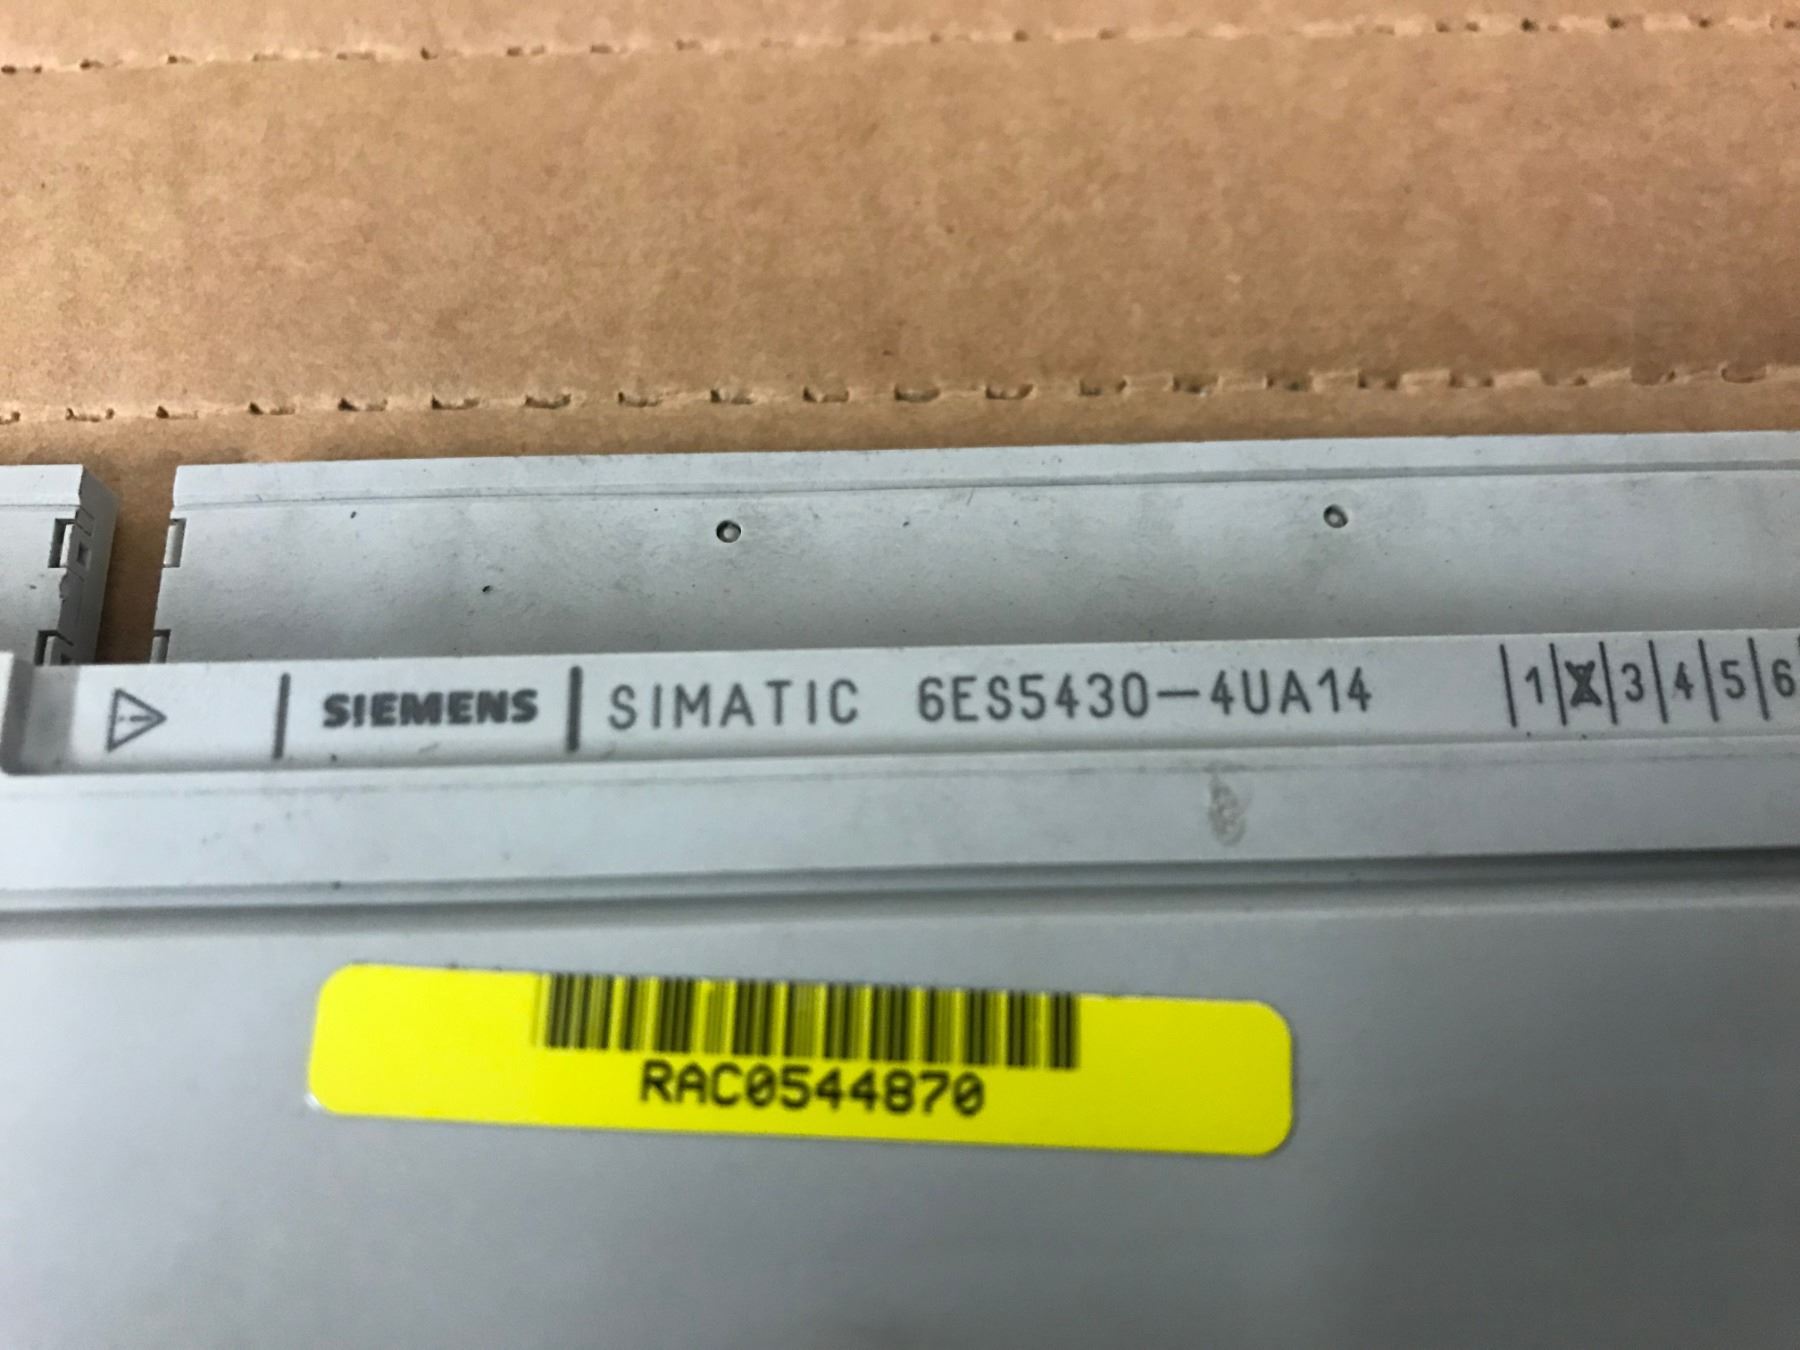 SIEMENS SIMATIC 6ES5430-4UA14 1 X 3 4 5 6
RAC0544870